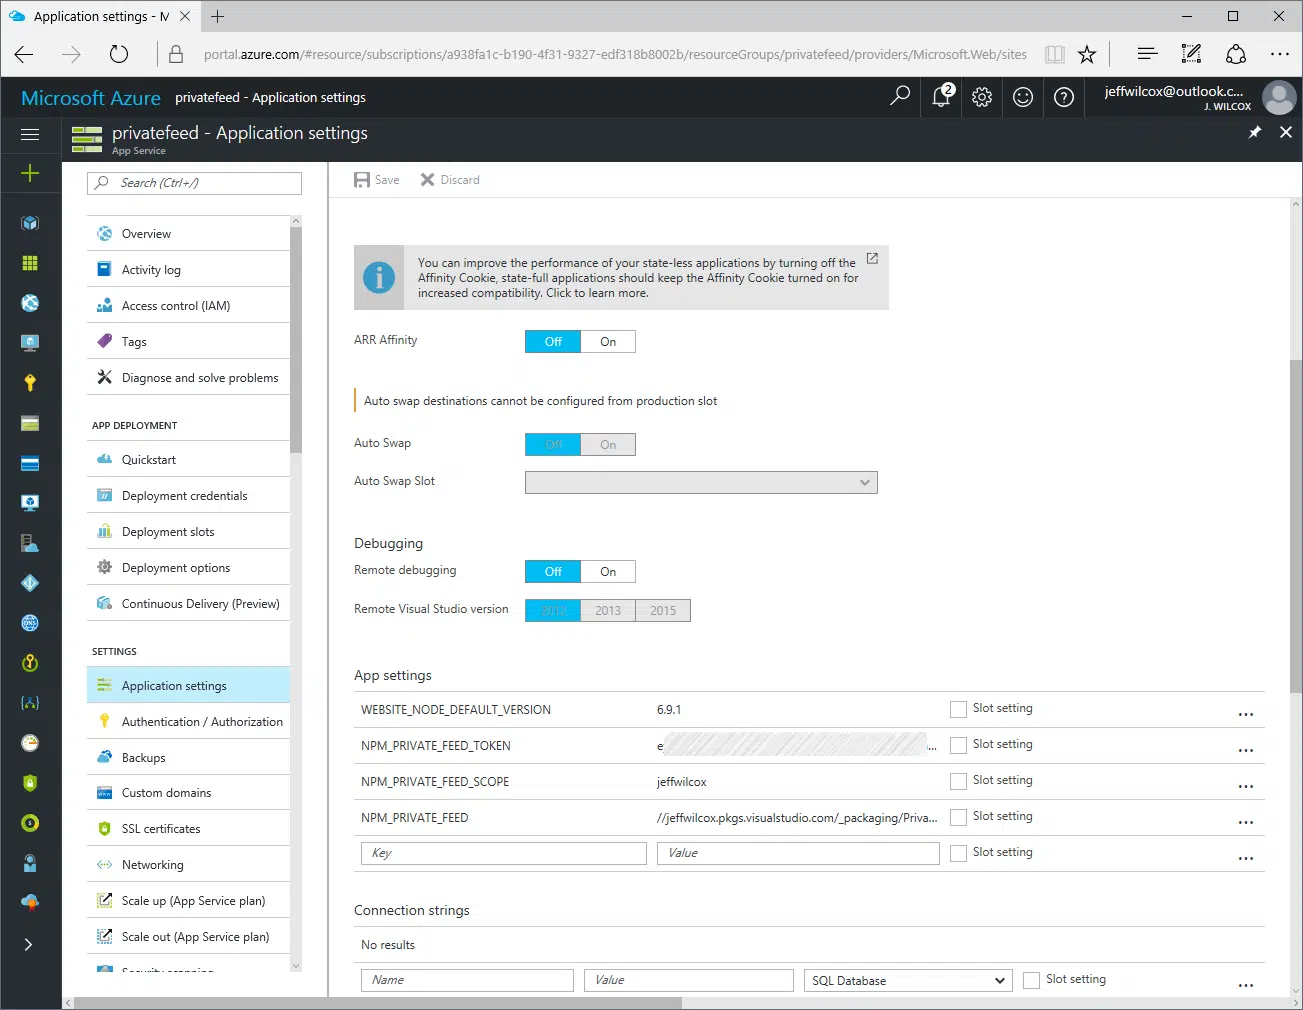 Application settings - M
portal.azure.com/#resource/subscriptions/a938fa1c-b190-4f31-9327-edf318b8002b/resourceGroups/privatefeed/providers/Microsoft.Web/sites
Microsoft Azure privatefeed - Application settings
2
jeffwilcox@outlook.c...
J. WILCOX
privatefeed - Application settings
App Service
Search (Ctrl+/)
Overview
Activity log
Access control (IAM)
Tags
Diagnose and solve problems
APP DEPLOYMENT
Quickstart
Deployment credentials
Deployment slots
Deployment options
Continuous Delivery (Preview)
SETTINGS
Application settings
Authentication / Authorization
Backups
Custom domains
SSL certificates
Networking
Scale up (App Service plan)
Scale out (App Service plan)
Security scanning
Save Discard
You can improve the performance of your state-less applications by turning off the
Affinity Cookie, state-full applications should keep the Affinity Cookie turned on for
increased compatibility. Click to learn more.
ARR Affinity Off On
Auto swap destinations cannot be configured from production slot
Auto Swap Off On
Auto Swap Slot
Debugging
Remote debugging Off On
Remote Visual Studio version 2012 2013 2015
App settings
WEBSITE_NODE_DEFAULT_VERSION 6.9.1 Slot setting ...
NPM_PRIVATE_FEED_TOKEN e ... Slot setting ...
NPM_PRIVATE_FEED_SCOPE jeffwilcox Slot setting ...
NPM_PRIVATE_FEED //jeffwilcox.pkgs.visualstudio.com/_packaging/Priva... Slot setting ...
Key Value Slot setting ...
Connection strings
No results
Name Value SQL Database Slot setting ...